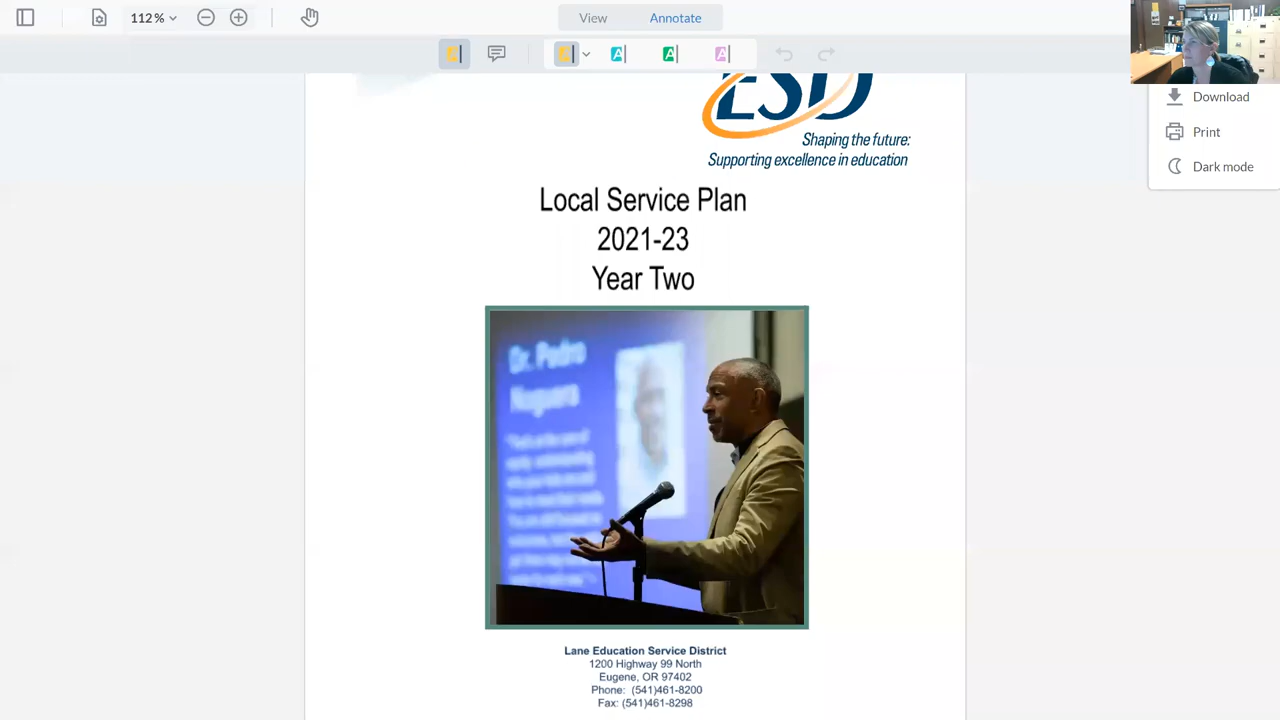 112 %
View
Annotate
Download
Print
Dark mode
ESD
Shaping the future:
Supporting excellence in education
Local Service Plan
2021-23
Year Two
Dr. Pedro
Noguera
Lane Education Service District
1200 Highway 99 North
Eugene, OR 97402
Phone: (541)461-8200
Fax: (541)461-8298